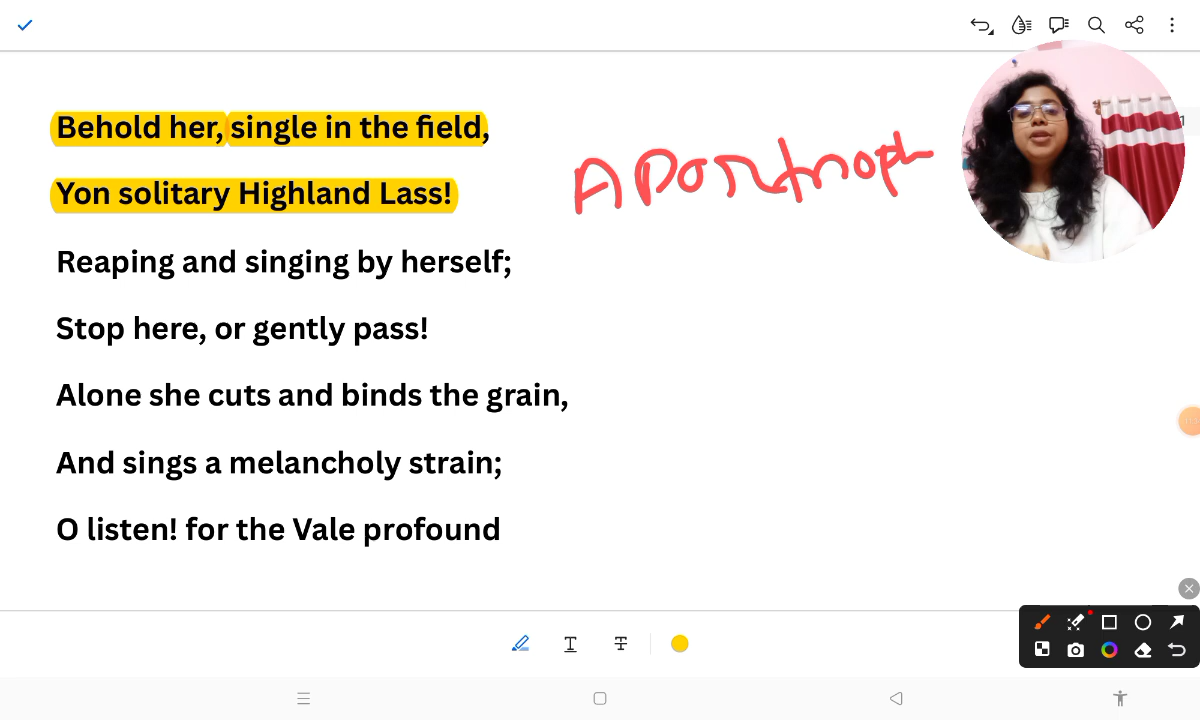 Behold her, single in the field,
Apostroph
Yon solitary Highland Lass!
Reaping and singing by herself;
Stop here, or gently pass!
Alone she cuts and binds the grain,
And sings a melancholy strain;
O listen! for the Vale profound